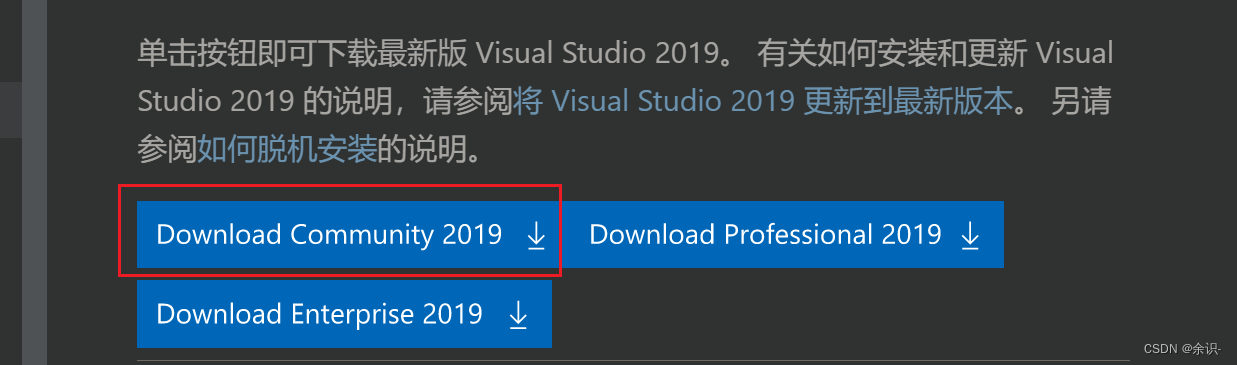 单击按钮即可下载最新版 Visual Studio 2019。 有关如何安装和更新 Visual
Studio 2019 的说明，请参阅将 Visual Studio 2019 更新到最新版本。 另请
参阅如何脱机安装的说明。
Download Community 2019 Download Professional 2019
Download Enterprise 2019
CSDN @余识-